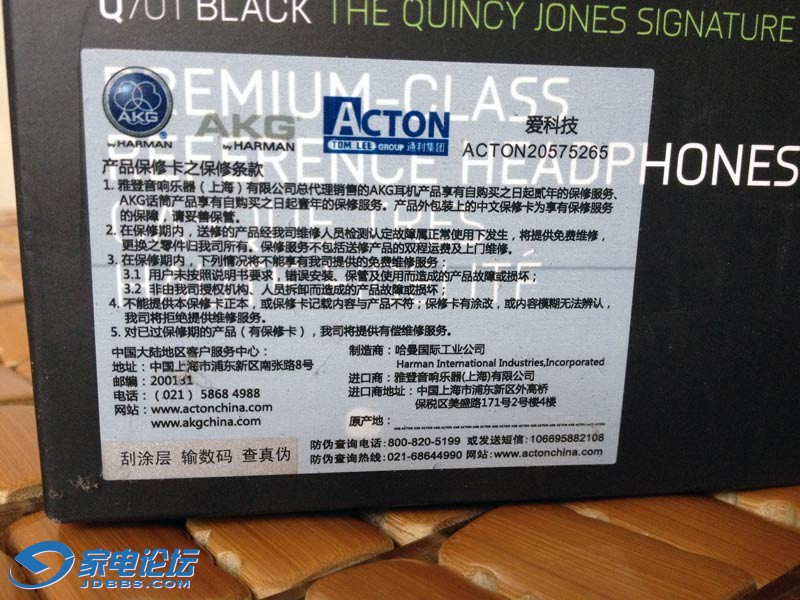 Q701 BLACK THE QUINCY JONES SIGNATURE
PREMIUM-CLASS
REFERENCE HEADPHONES
AKG
by HARMAN
AKG
by HARMAN
ACTON
TOM LEE GROUP 通利集团
爱科技
ACTON20575265
产品保修卡之保修条款
1. 雅登音响乐器（上海）有限公司总代理销售的AKG耳机产品享有自购买之日起贰年的保修服务、
AKG话筒产品享有自购买之日起壹年的保修服务。产品外包装上的中文保修卡为享有保修服务
的保障，请妥善保管。
2. 在保修期内，送修的产品经我司维修人员检测认定故障属正常使用下发生，将提供免费维修，
更换之零件归我司所有。保修服务不包括送修产品的双程运费及上门维修。
3. 在保修期内，下列情况将不能享有我司提供的免费维修服务：
3.1 用户未按照说明书要求，错误安装、保管及使用而造成的产品故障或损坏；
3.2 非由我司授权机构、人员拆卸而造成的产品故障或损坏；
4. 不能提供本保修卡正本，或保修卡记载内容与产品不符；保修卡有涂改，或内容模糊无法辨认，
我司将拒绝提供维修服务。
5. 对已过保修期的产品（有保修卡），我司将提供有偿维修服务。
中国大陆地区客户服务中心：
地址：中国上海市浦东新区南张路8号
邮编：200131
电话：（021）5868 4988
网站：www.actonchina.com
www.akgchina.com
制造商：哈曼国际工业公司
Harman International Industries,Incorporated
进口商：雅登音响乐器(上海)有限公司
进口商地址：中国上海市浦东新区外高桥
保税区美盛路171号2号楼4楼
原产地：
刮涂层 输数码 查真伪
防伪查询电话:800-820-5199 或发送短信:106695882108
防伪查询热线:021-68644990 网站:www.actonchina.com
家电论坛
JDBBS.COM